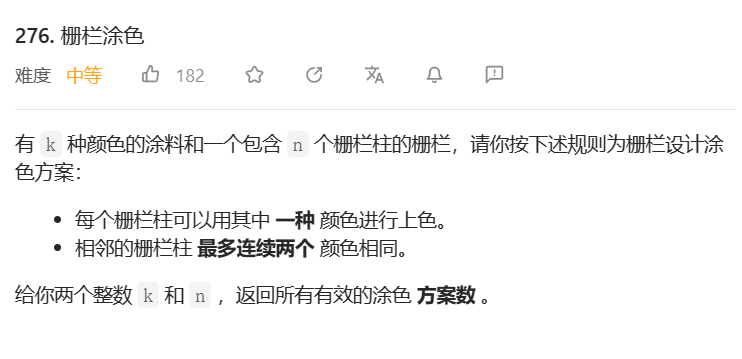 276. 栅栏涂色
难度 中等 182
有 k 种颜色的涂料和一个包含 n 个栅栏柱的栅栏，请你按下述规则为栅栏设计涂
色方案：
• 每个栅栏柱可以用其中 一种 颜色进行上色。
• 相邻的栅栏柱 最多连续两个 颜色相同。
给你两个整数 k 和 n ，返回所有有效的涂色 方案数 。